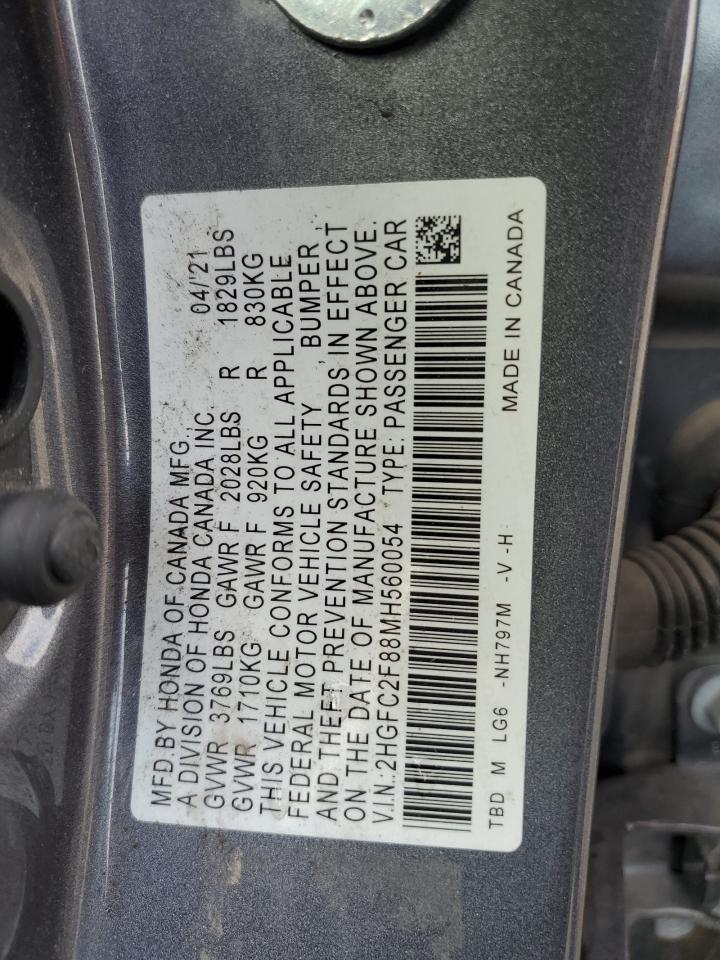 MFD.BY HONDA OF CANADA MFG., 04/'21
A DIVISION OF HONDA CANADA INC.
GVWR 3769LBS GAWR F 2028LBS R 1829LBS
GVWR 1710KG GAWR F 920KG R 830KG
THIS VEHICLE CONFORMS TO ALL APPLICABLE
FEDERAL MOTOR VEHICLE SAFETY, BUMPER,
AND THEFT PREVENTION STANDARDS IN EFFECT
ON THE DATE OF MANUFACTURE SHOWN ABOVE.
V.I.N.:2HGFC2F88MH560054 TYPE: PASSENGER CAR
TBD M LG6 -NH797M -V -H
MADE IN CANADA